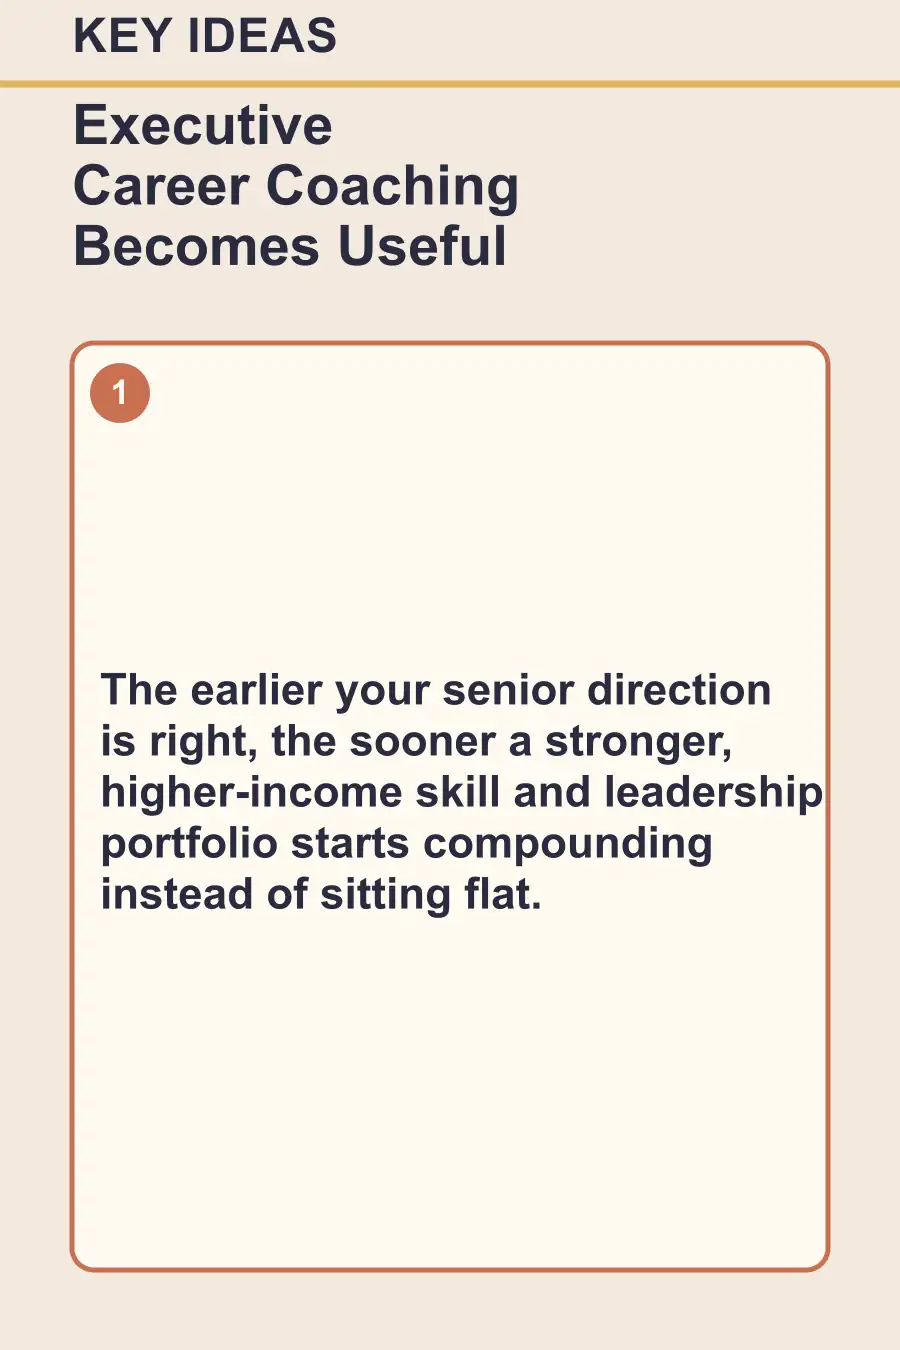 KEY IDEAS
Executive
Career Coaching
Becomes Useful
1
The earlier your senior direction
is right, the sooner a stronger,
higher-income skill and leadership
portfolio starts compounding
instead of sitting flat.